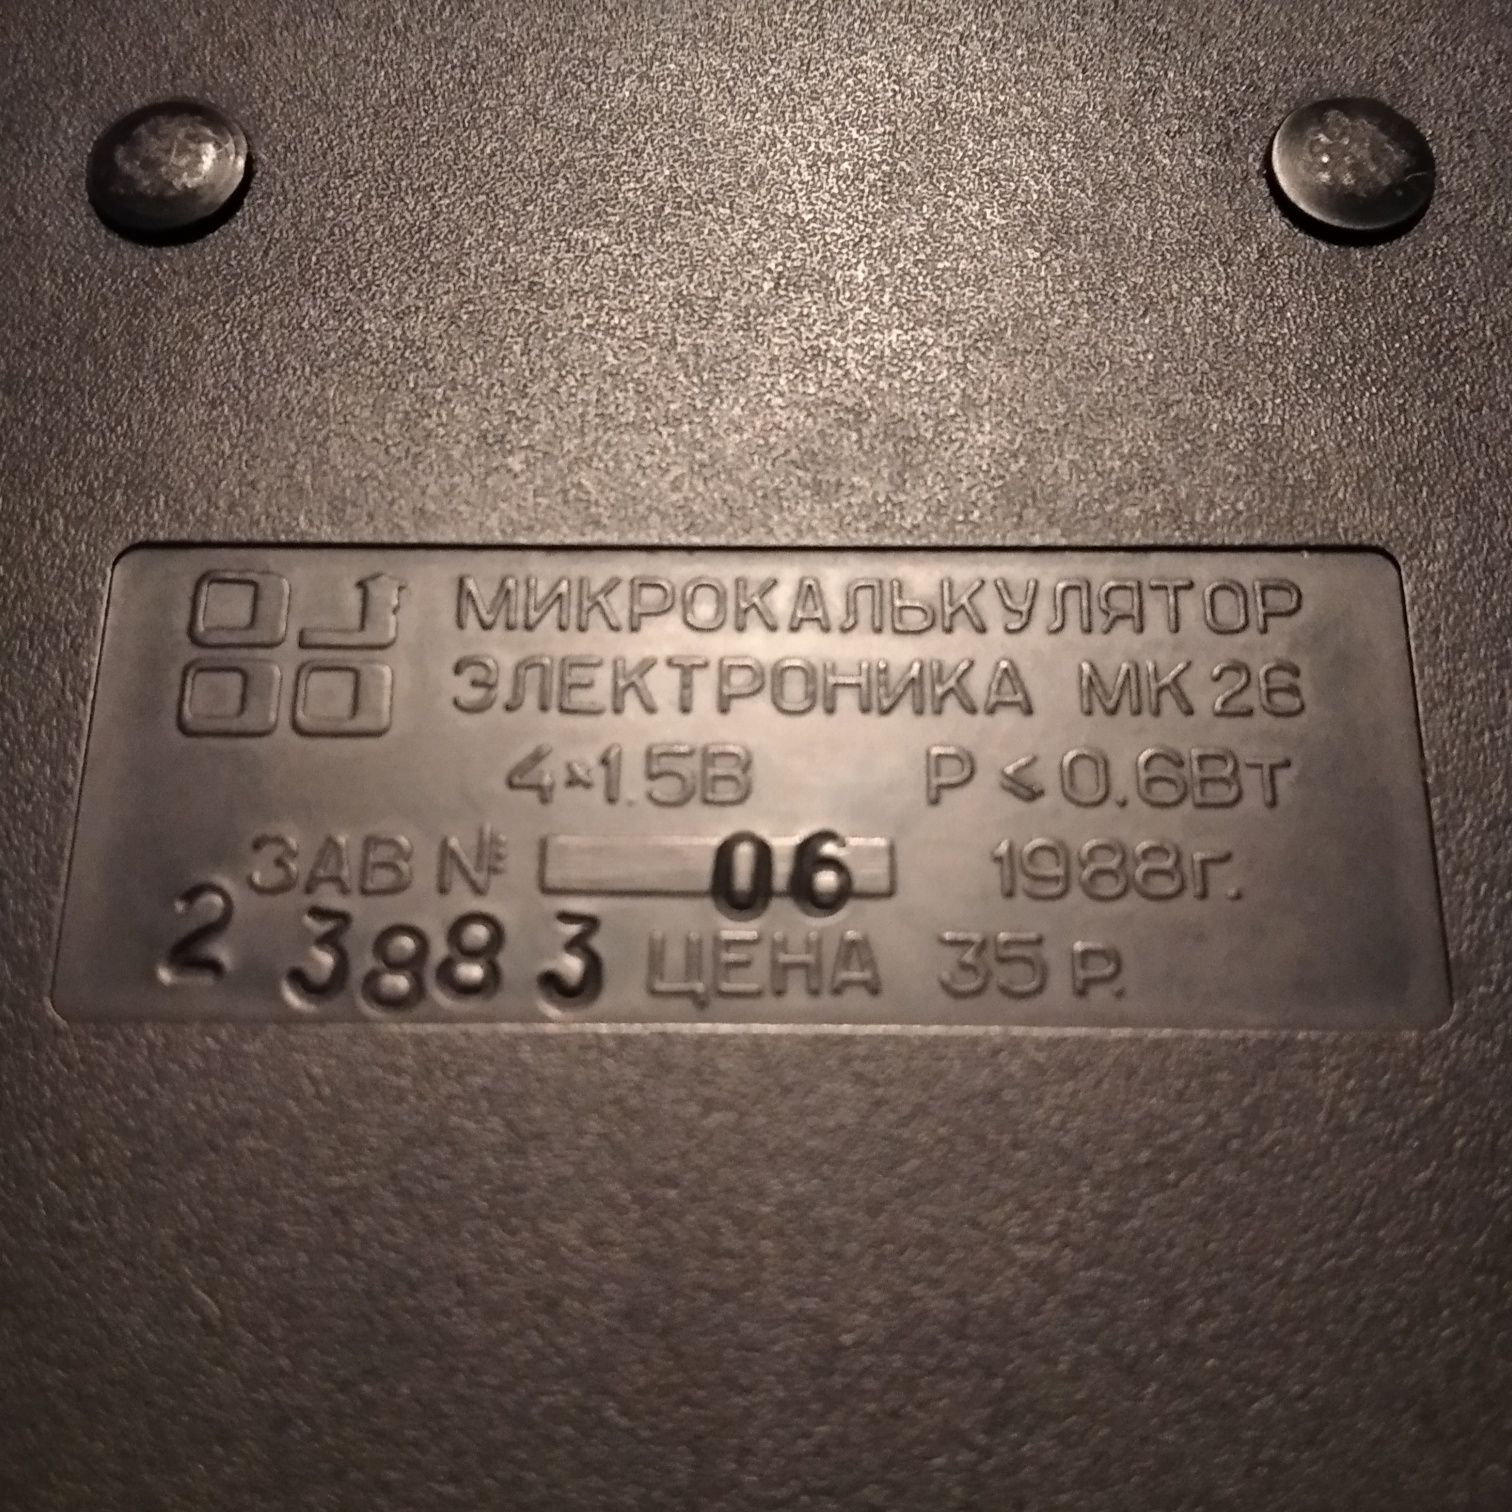 МИКРОКАЛЬКУЛЯТОР
ЭЛЕКТРОНИКА МК 26
4×1.5В P≤0.6Вт
ЗАВ № 06 1988г.
2 388 3 ЦЕНА 35 Р.